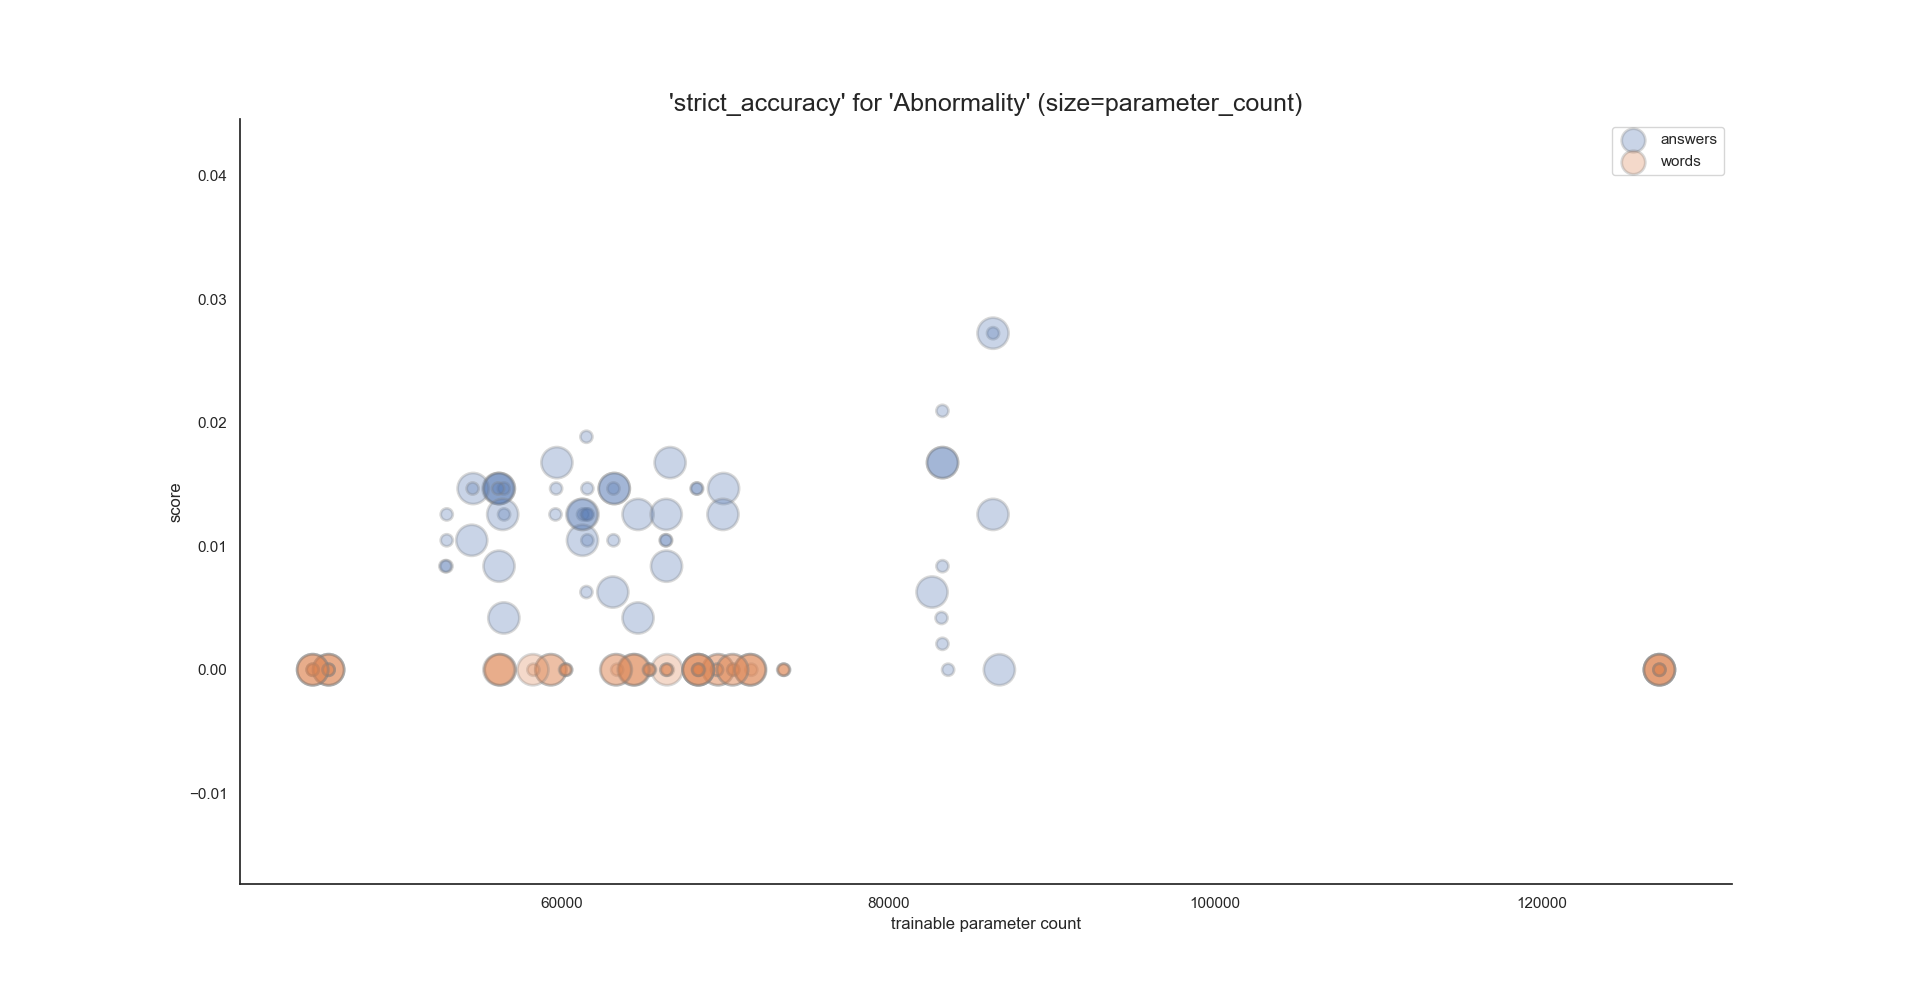 'strict_accuracy' for 'Abnormality' (size=parameter_count)
answers
words
0.04
0.03
0.02
0.01
0.00
−0.01
score
60000
80000
100000
120000
trainable parameter count